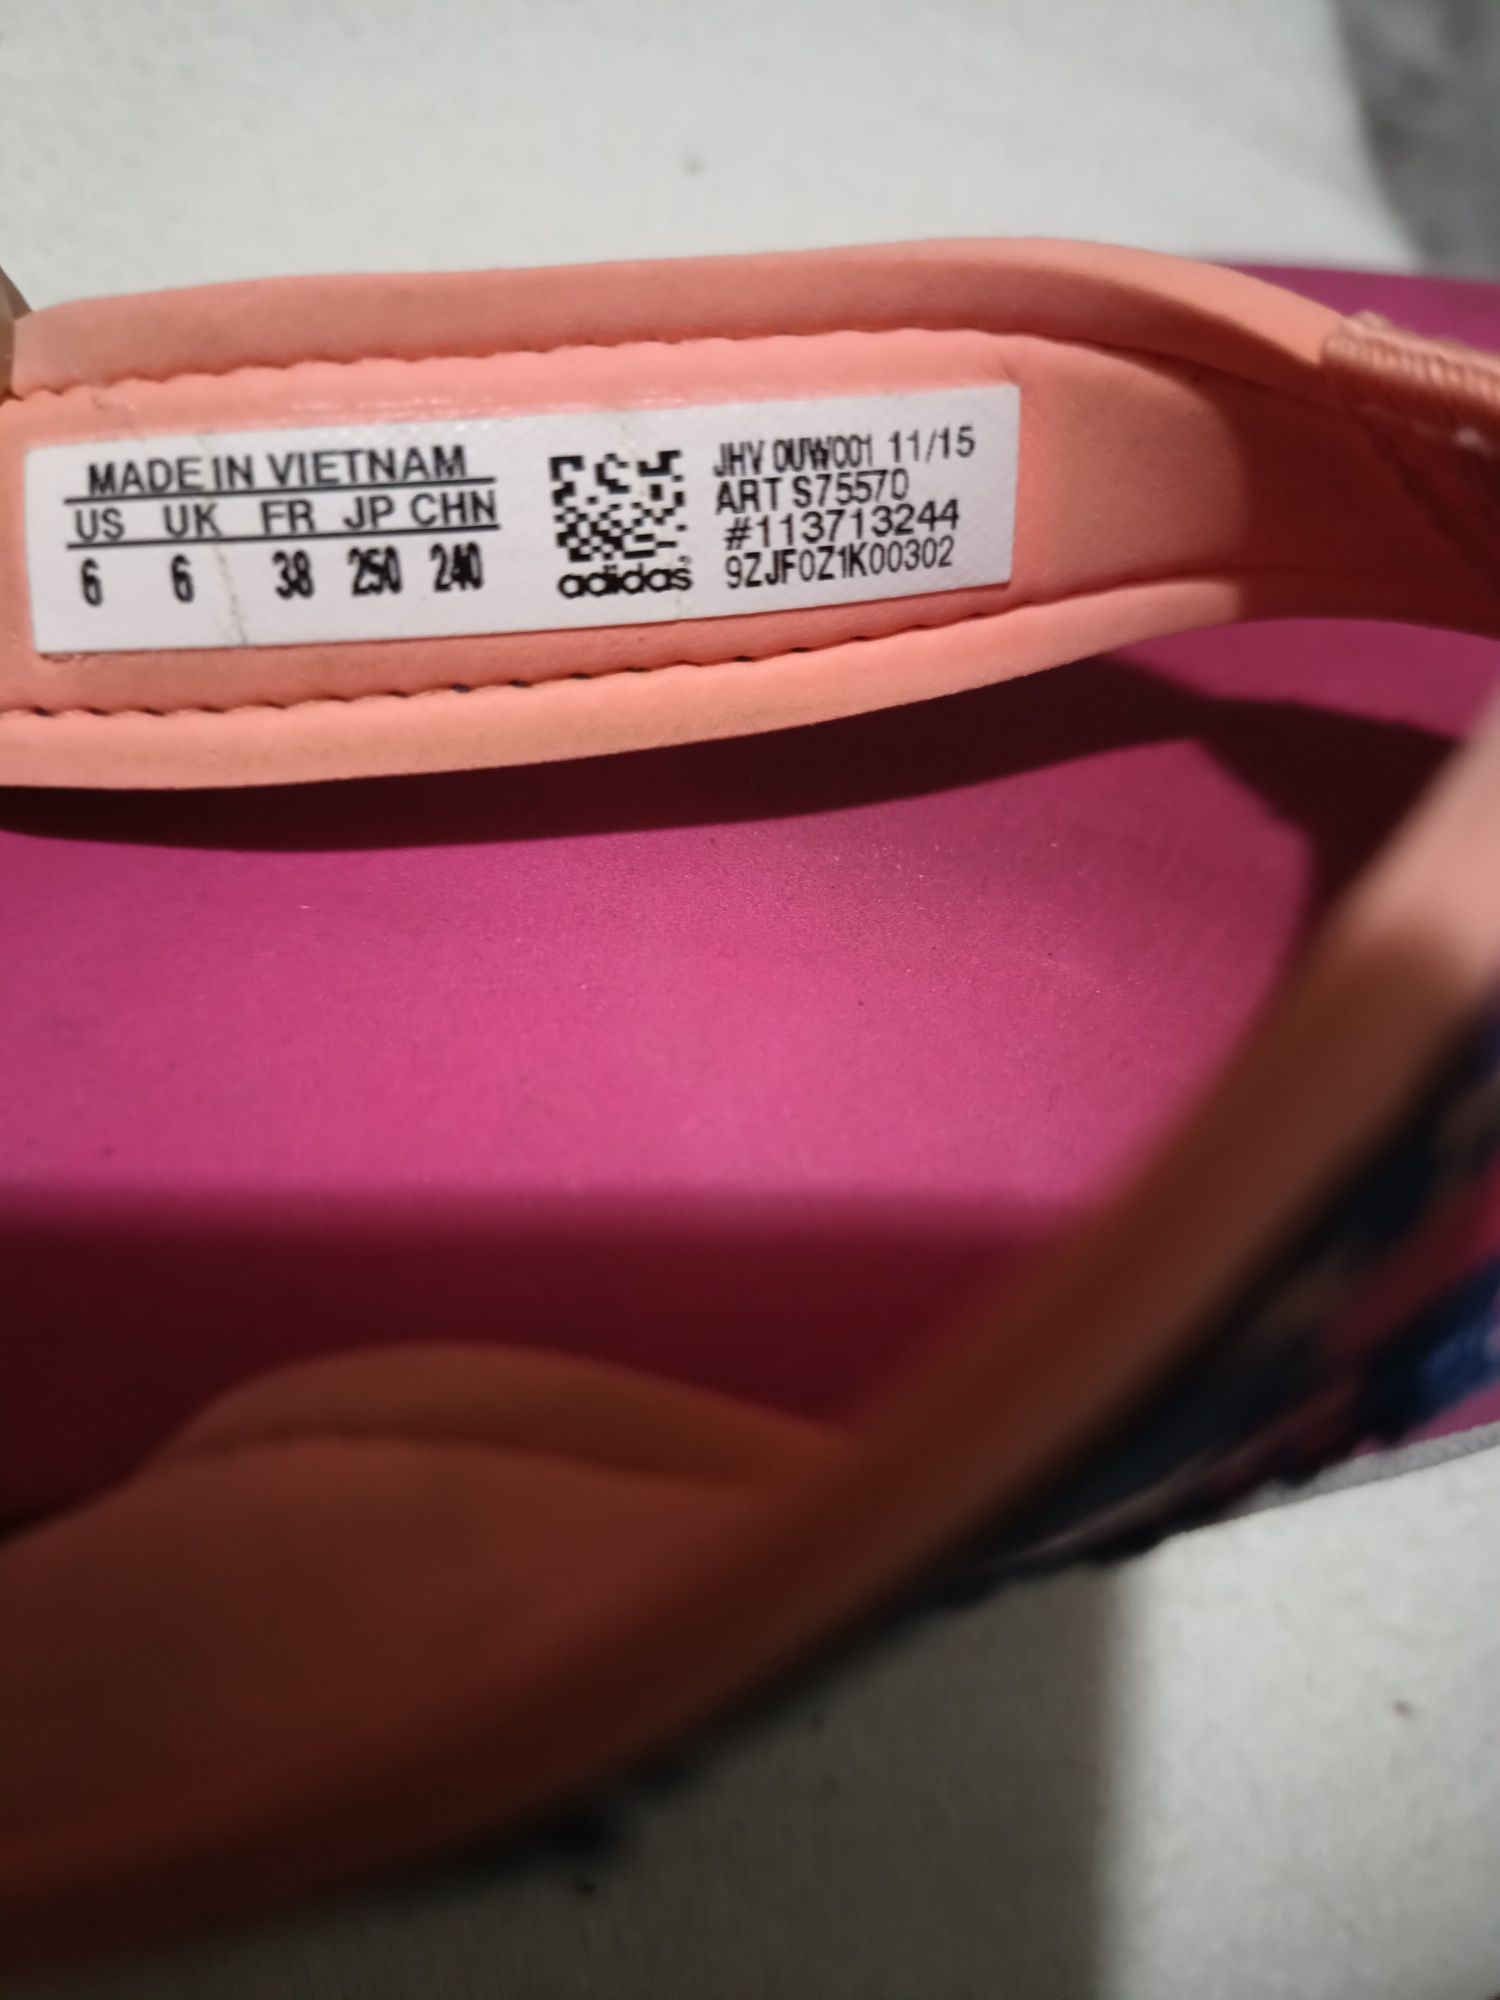 MADE IN VIETNAM
US UK FR JP CHN
6 6 38 250 240
adidas
JHV 0UW001 11/15
ART S75570
#113713244
9ZJF0Z1K00302